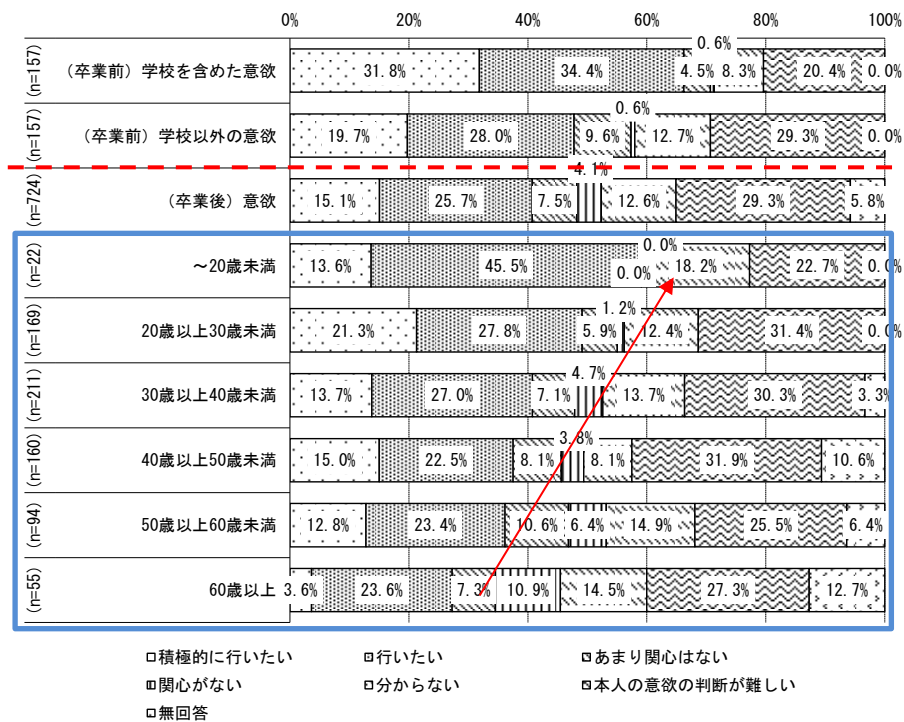 0% 20% 40% 60% 80% 100%
(n=157) (卒業前)学校を含めた意欲 31.8% 34.4% 4.5% 0.6% 8.3% 20.4% 0.0%
(n=157) (卒業前)学校以外の意欲 19.7% 28.0% 9.6% 0.6% 12.7% 29.3% 0.0%
(n=724) (卒業後)意欲 15.1% 25.7% 7.5% 4.1% 12.6% 29.3% 5.8%
(n=22) ~20歳未満 13.6% 45.5% 0.0% 0.0% 18.2% 22.7% 0.0%
(n=169) 20歳以上30歳未満 21.3% 27.8% 5.9% 1.2% 12.4% 31.4% 0.0%
(n=211) 30歳以上40歳未満 13.7% 27.0% 7.1% 4.7% 13.7% 30.3% 3.3%
(n=160) 40歳以上50歳未満 15.0% 22.5% 8.1% 3.8% 8.1% 31.9% 10.6%
(n=94) 50歳以上60歳未満 12.8% 23.4% 10.6% 6.4% 14.9% 25.5% 6.4%
(n=55) 60歳以上 3.6% 23.6% 7.3% 10.9% 14.5% 27.3% 12.7%
積極的に行いたい 行いたい あまり関心はない
関心がない 分からない 本人の意欲の判断が難しい
無回答